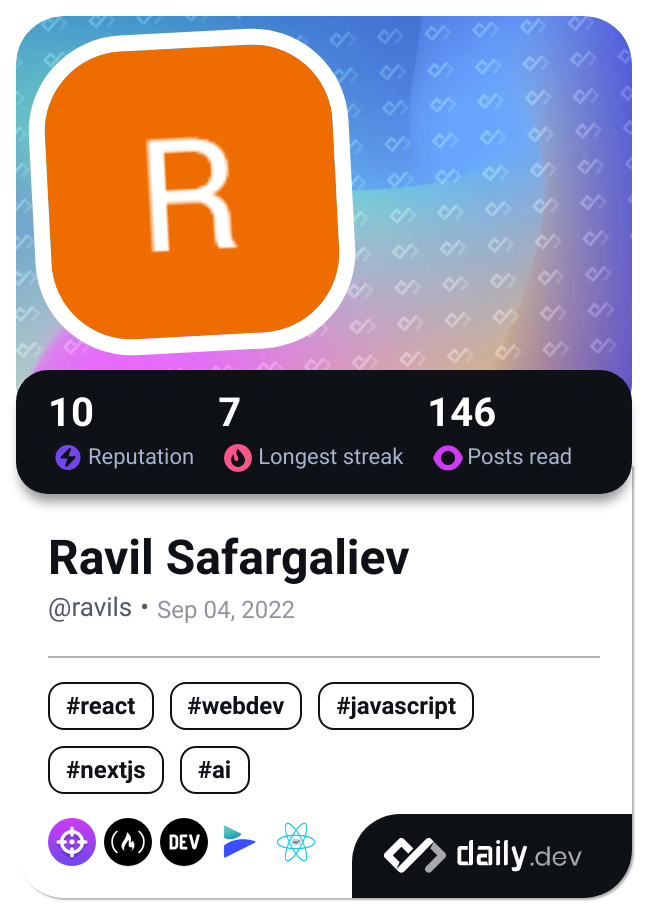 R
10 7 146
Reputation Longest streak Posts read
Ravil Safargaliev
@ravils • Sep 04, 2022
#react #webdev #javascript
#nextjs #ai
DEV
daily.dev